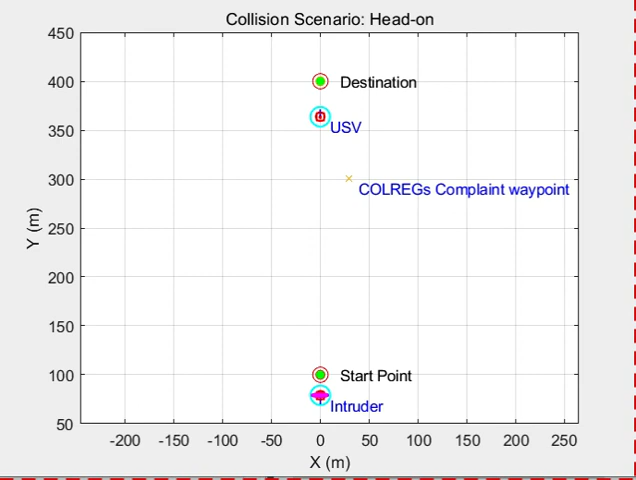 Collision Scenario: Head-on
450
400
Destination
350
USV
300
COLREGs Complaint waypoint
250
200
150
100
Start Point
Intruder
50
-200 -150 -100 -50 0 50 100 150 200 250
X (m)
Y (m)